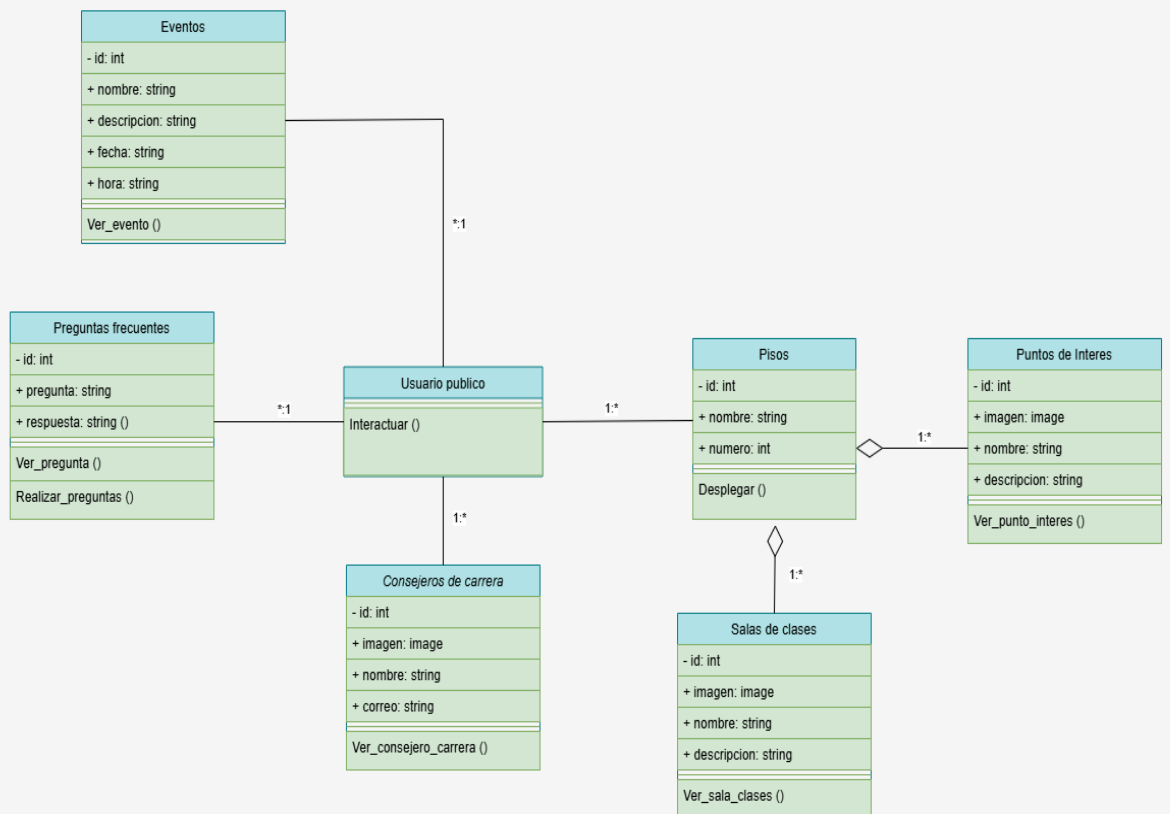 Eventos
- id: int
+ nombre: string
+ descripcion: string
+ fecha: string
+ hora: string
Ver_evento ()
*:1
Preguntas frecuentes
- id: int
+ pregunta: string
+ respuesta: string ()
Ver_pregunta ()
Realizar_preguntas ()
*:1
Usuario publico
Interactuar ()
1:*
Pisos
- id: int
+ nombre: string
+ numero: int
Desplegar ()
1:*
Puntos de Interes
- id: int
+ imagen: image
+ nombre: string
+ descripcion: string
Ver_punto_interes ()
1:*
Consejeros de carrera
- id: int
+ imagen: image
+ nombre: string
+ correo: string
Ver_consejero_carrera ()
1:*
Salas de clases
- id: int
+ imagen: image
+ nombre: string
+ descripcion: string
Ver_sala_clases ()